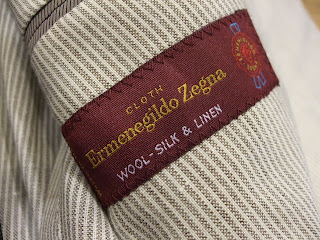 CLOTH
Ermenegildo Zegna
WOOL-SILK & LINEN